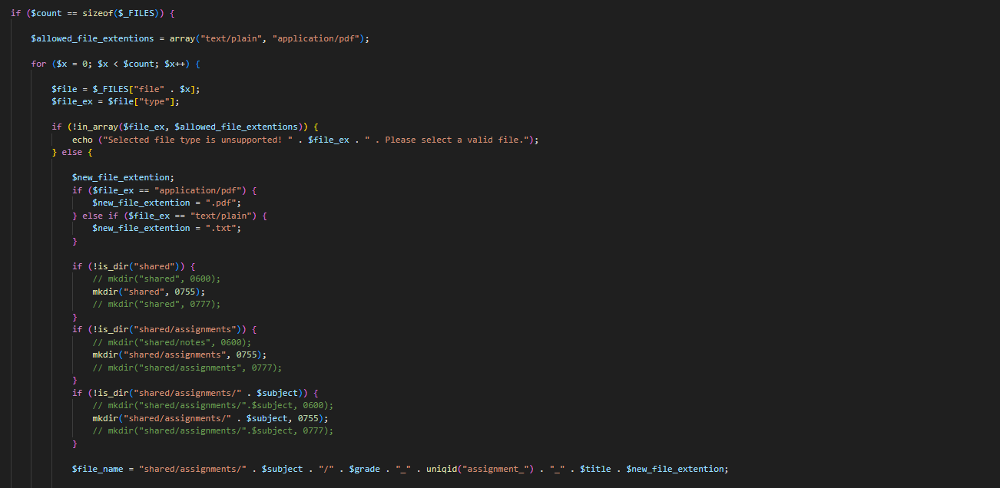 if ($count == sizeof($_FILES)) {
$allowed_file_extentions = array("text/plain", "application/pdf");
for ($x = 0; $x < $count; $x++) {
$file = $_FILES["file" . $x];
$file_ex = $file["type"];
if (!in_array($file_ex, $allowed_file_extentions)) {
echo ("Selected file type is unsupported! " . $file_ex . " . Please select a valid file.");
} else {
$new_file_extention;
if ($file_ex == "application/pdf") {
$new_file_extention = ".pdf";
} else if ($file_ex == "text/plain") {
$new_file_extention = ".txt";
}
if (!is_dir("shared")) {
// mkdir("shared", 0600);
mkdir("shared", 0755);
// mkdir("shared", 0777);
}
if (!is_dir("shared/assignments")) {
// mkdir("shared/notes", 0600);
mkdir("shared/assignments", 0755);
// mkdir("shared/assignments", 0777);
}
if (!is_dir("shared/assignments/" . $subject)) {
// mkdir("shared/assignments/".$subject, 0600);
mkdir("shared/assignments/" . $subject, 0755);
// mkdir("shared/assignments/".$subject, 0777);
}
$file_name = "shared/assignments/" . $subject . "/" . $grade . "_" . uniqid("assignment_") . "_" . $title . $new_file_extention;